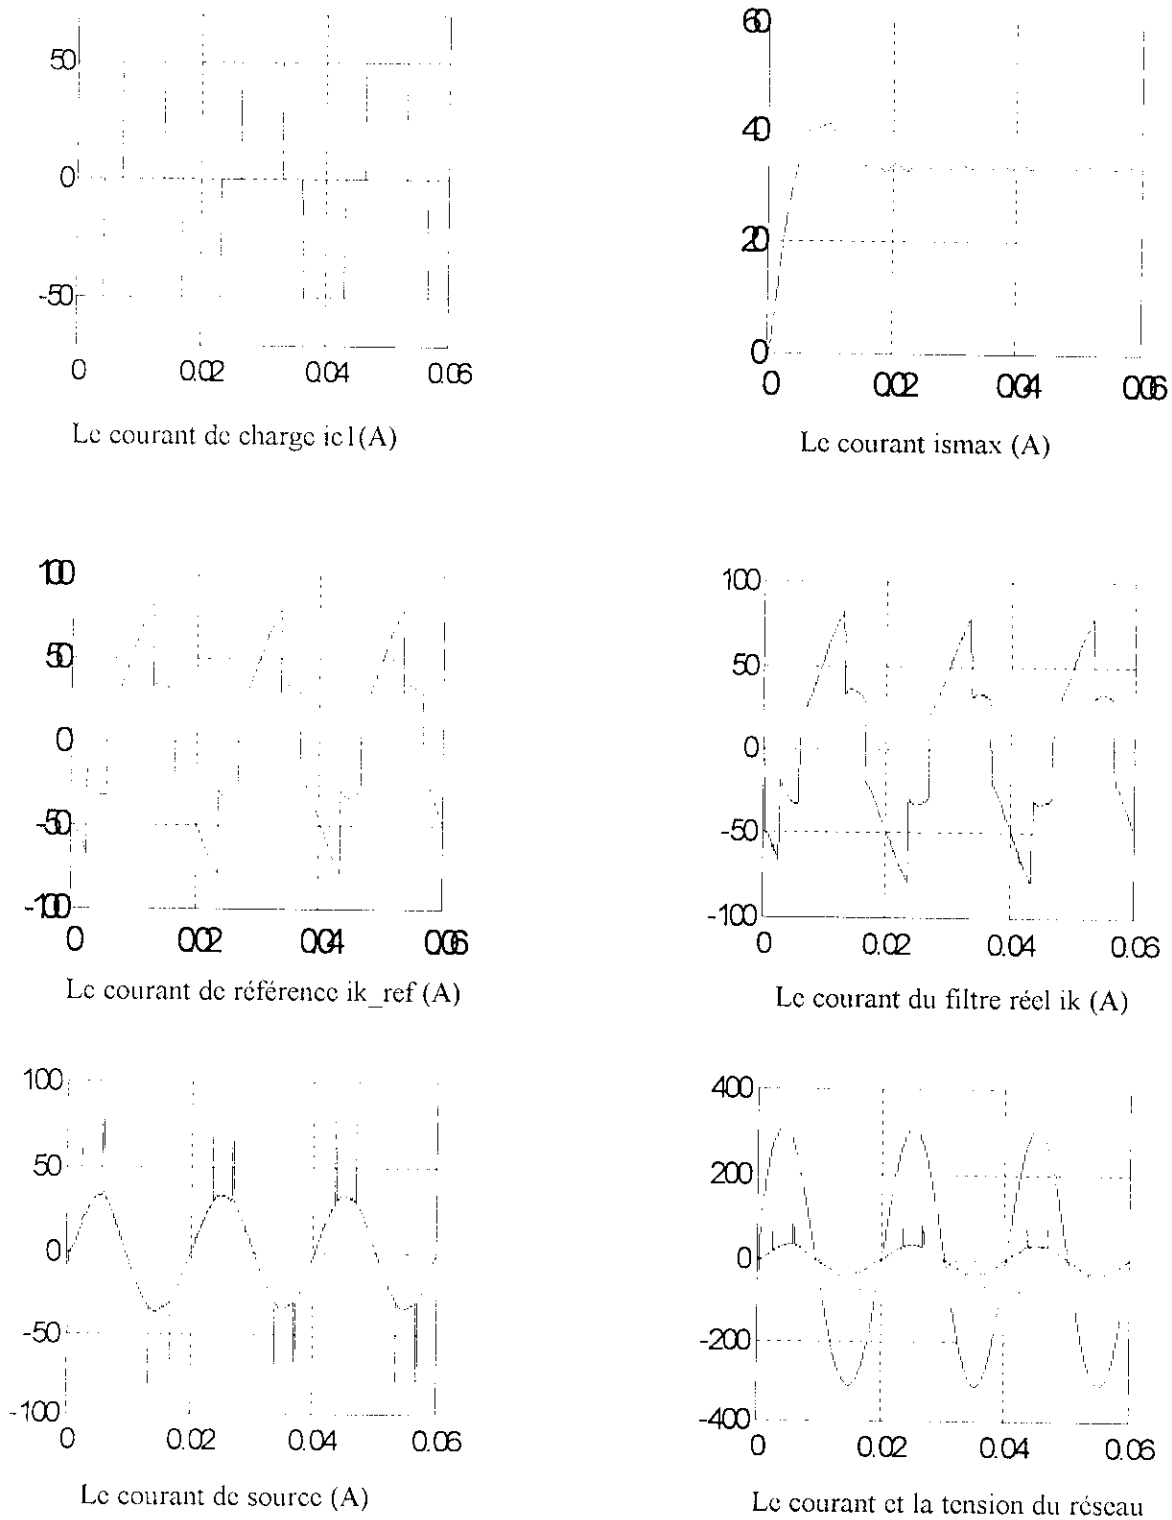 50
0
-50
0 0.02 0.04 0.06
Le courant de charge ic1(A)
60
40
20
0
0 0.02 0.04 0.06
Le courant ismax (A)
100
50
0
-50
-100
0 0.02 0.04 0.06
Le courant de référence ik_ref (A)
100
50
0
-50
-100
0 0.02 0.04 0.06
Le courant du filtre réel ik (A)
100
50
0
-50
-100
0 0.02 0.04 0.06
Le courant de source (A)
400
200
0
-200
-400
0 0.02 0.04 0.06
Le courant et la tension du réseau